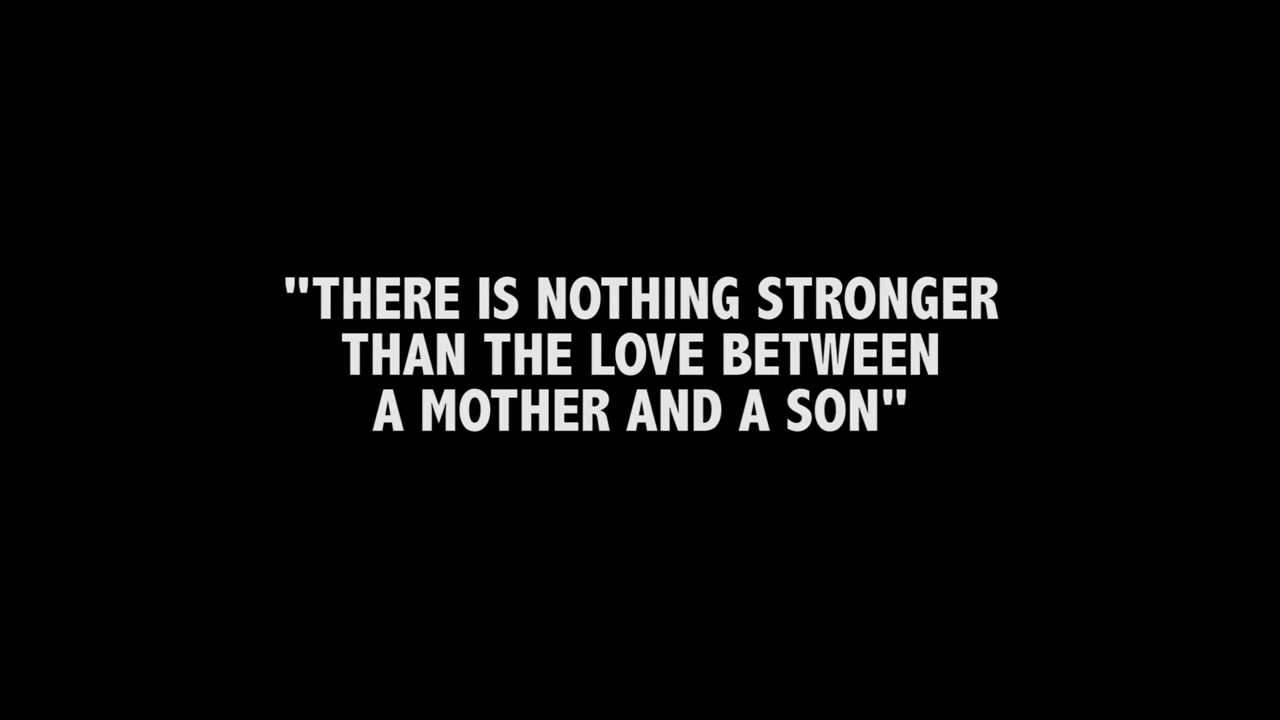 "THERE IS NOTHING STRONGER
THAN THE LOVE BETWEEN
A MOTHER AND A SON"